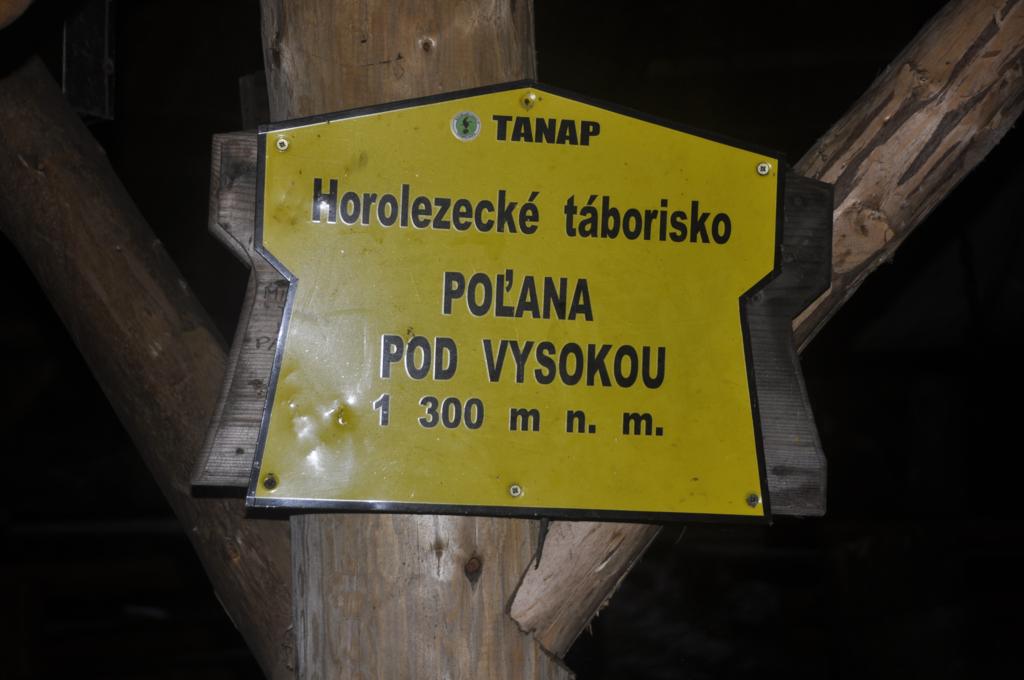 TANAP
Horolezecké táborisko
POĽANA
POD VYSOKOU
1 300 m n. m.